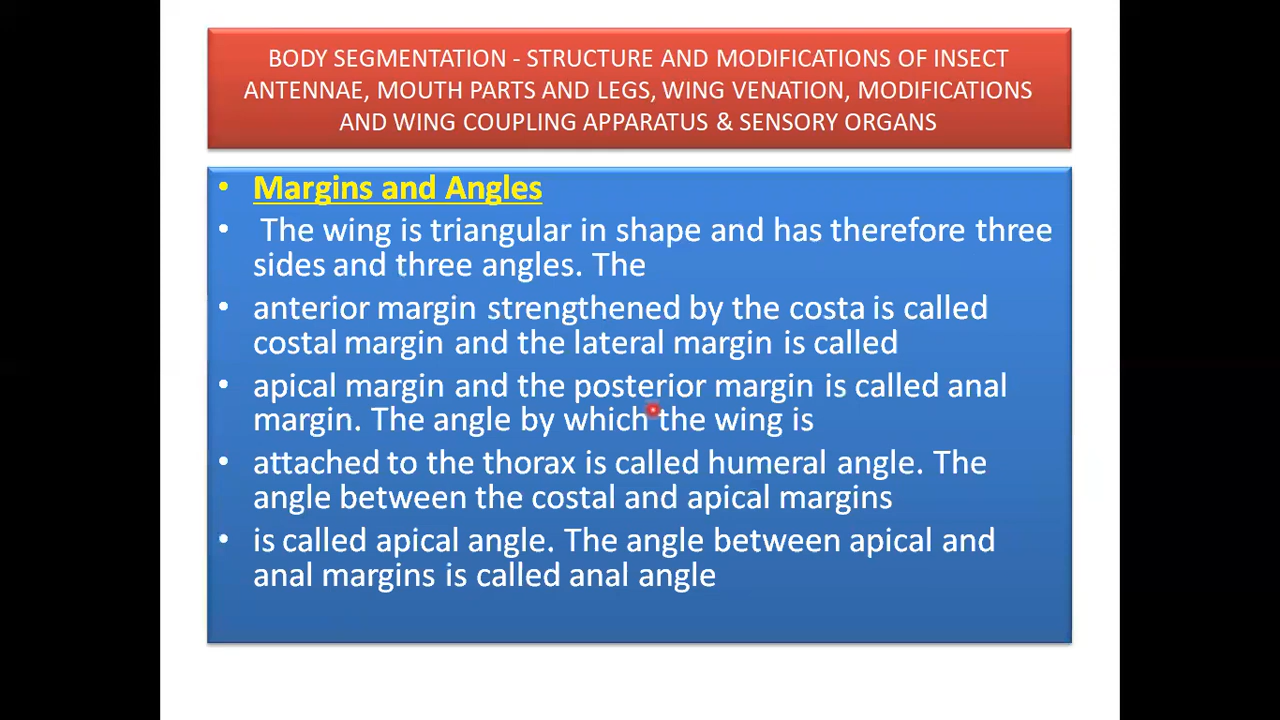 BODY SEGMENTATION - STRUCTURE AND MODIFICATIONS OF INSECT
ANTENNAE, MOUTH PARTS AND LEGS, WING VENATION, MODIFICATIONS
AND WING COUPLING APPARATUS & SENSORY ORGANS
• Margins and Angles
• The wing is triangular in shape and has therefore three
sides and three angles. The
• anterior margin strengthened by the costa is called
costal margin and the lateral margin is called
• apical margin and the posterior margin is called anal
margin. The angle by which the wing is
• attached to the thorax is called humeral angle. The
angle between the costal and apical margins
• is called apical angle. The angle between apical and
anal margins is called anal angle